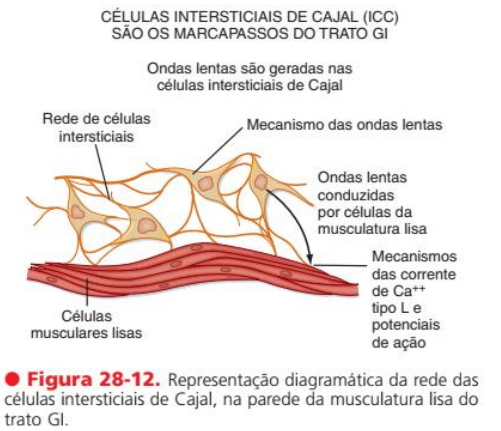 CÉLULAS INTERSTICIAIS DE CAJAL (ICC)
SÃO OS MARCAPASSOS DO TRATO GI
Ondas lentas são geradas nas
células intersticiais de Cajal
Rede de células
intersticiais
Mecanismo das ondas lentas
Ondas lentas
conduzidas
por células da
musculatura lisa
Mecanismos
das corrente
de Ca++
tipo L e
potenciais
de ação
Células
musculares lisas
● Figura 28-12. Representação diagramática da rede das
células intersticiais de Cajal, na parede da musculatura lisa do
trato GI.